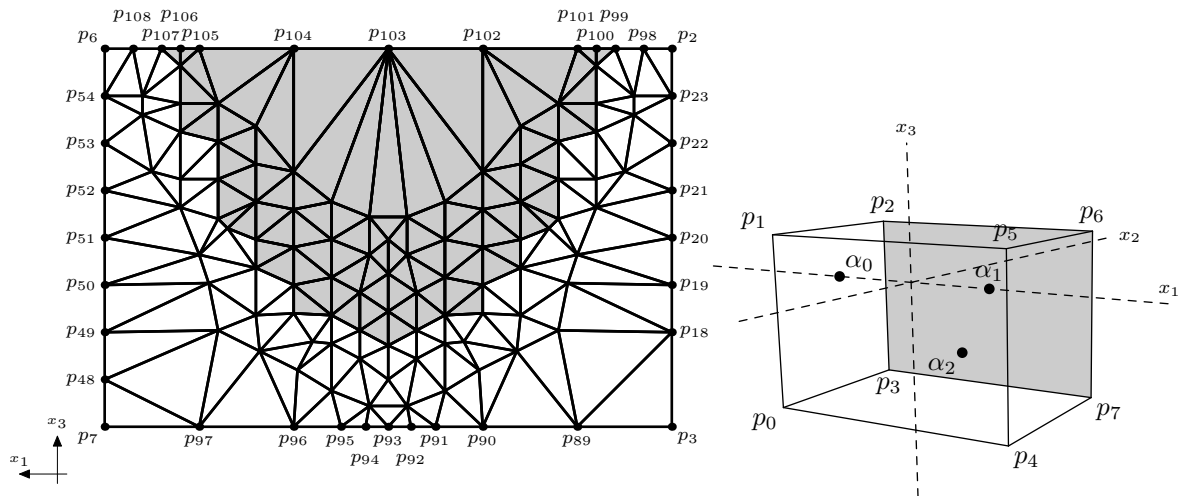 p108 p106 p101 p99
p6 p107 p105 p104 p103 p102 p100 p98 p2
p54 p23
p53 p22
p52 p21
p51 p20
p50 p19
p49 p18
p48
p7 p97 p96 p95 p93 p91 p90 p89 p3
p94 p92
x3
x1
x3
p1 p2 p5 p6
x2
α0 α1
x1
α2
p3
p0 p7
p4